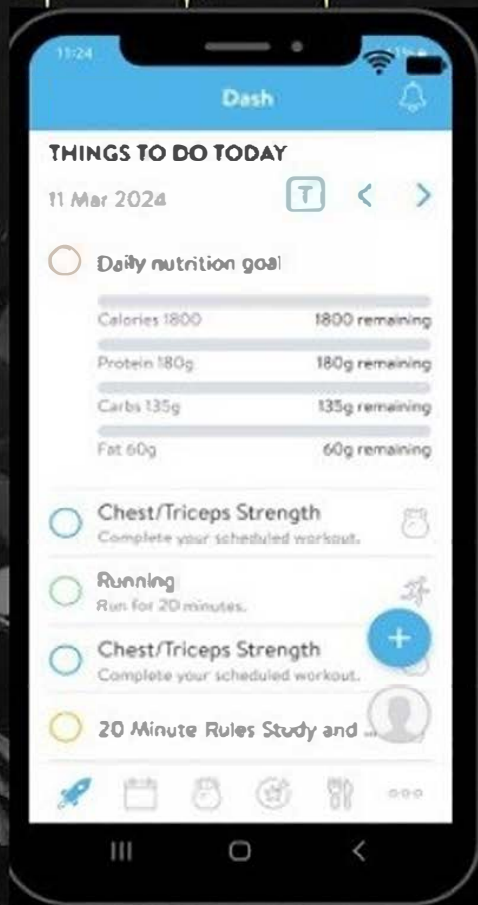 11:24
Dash
THINGS TO DO TODAY
11 Mar 2024
T
Daily nutrition goal
Calories 1800 1800 remaining
Protein 180g 180g remaining
Carbs 135g 135g remaining
Fat 60g 60g remaining
Chest/Triceps Strength
Complete your scheduled workout.
Running
Run for 20 minutes.
Chest/Triceps Strength
Complete your scheduled workout.
20 Minute Rules Study and ...